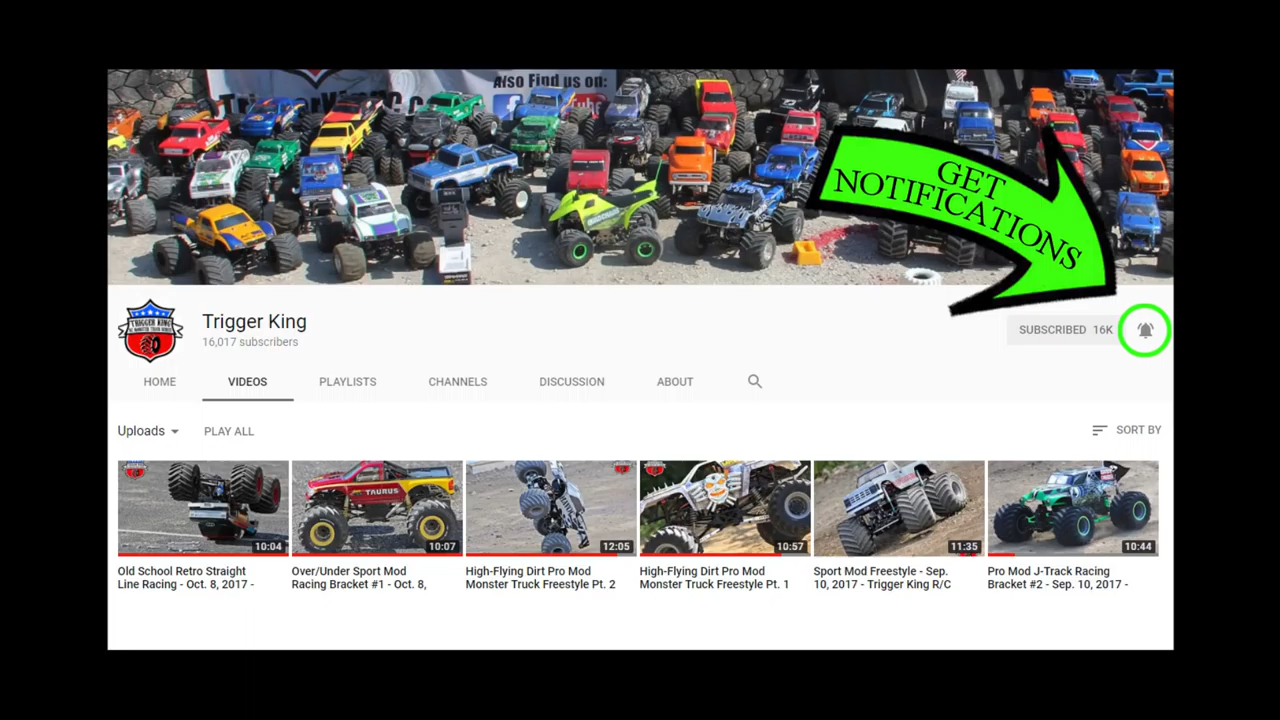 Also Find us on:
GET
NOTIFICATIONS
TRIGGER KING
Trigger King
16,017 subscribers
SUBSCRIBED 16K
HOME
VIDEOS
PLAYLISTS
CHANNELS
DISCUSSION
ABOUT
Uploads
PLAY ALL
SORT BY
TAURUS
10:04
10:07
12:05
10:57
11:35
10:44
Old School Retro Straight
Line Racing - Oct. 8, 2017 -
Over/Under Sport Mod
Racing Bracket #1 - Oct. 8,
High-Flying Dirt Pro Mod
Monster Truck Freestyle Pt. 2
High-Flying Dirt Pro Mod
Monster Truck Freestyle Pt. 1
Sport Mod Freestyle - Sep.
10, 2017 - Trigger King R/C
Pro Mod J-Track Racing
Bracket #2 - Sep. 10, 2017 -